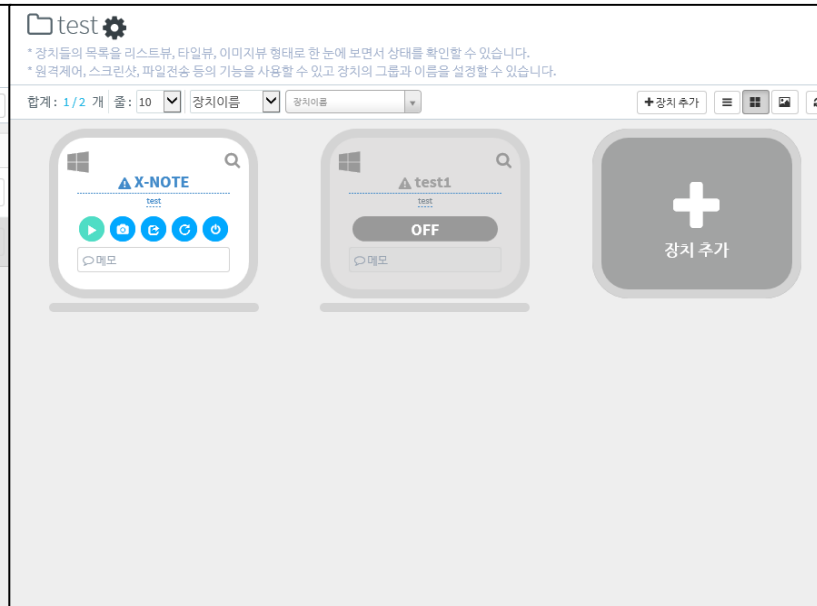 test
* 장치들의 목록을 리스트뷰, 타일뷰, 이미지뷰 형태로 한 눈에 보면서 상태를 확인할 수 있습니다.
* 원격제어, 스크린샷, 파일전송 등의 기능을 사용할 수 있고 장치의 그룹과 이름을 설정할 수 있습니다.
합계 : 1 / 2 개 줄 : 10 장치이름 장치이름 장치 추가
X-NOTE
test
메모
test1
test
OFF
메모
장치 추가